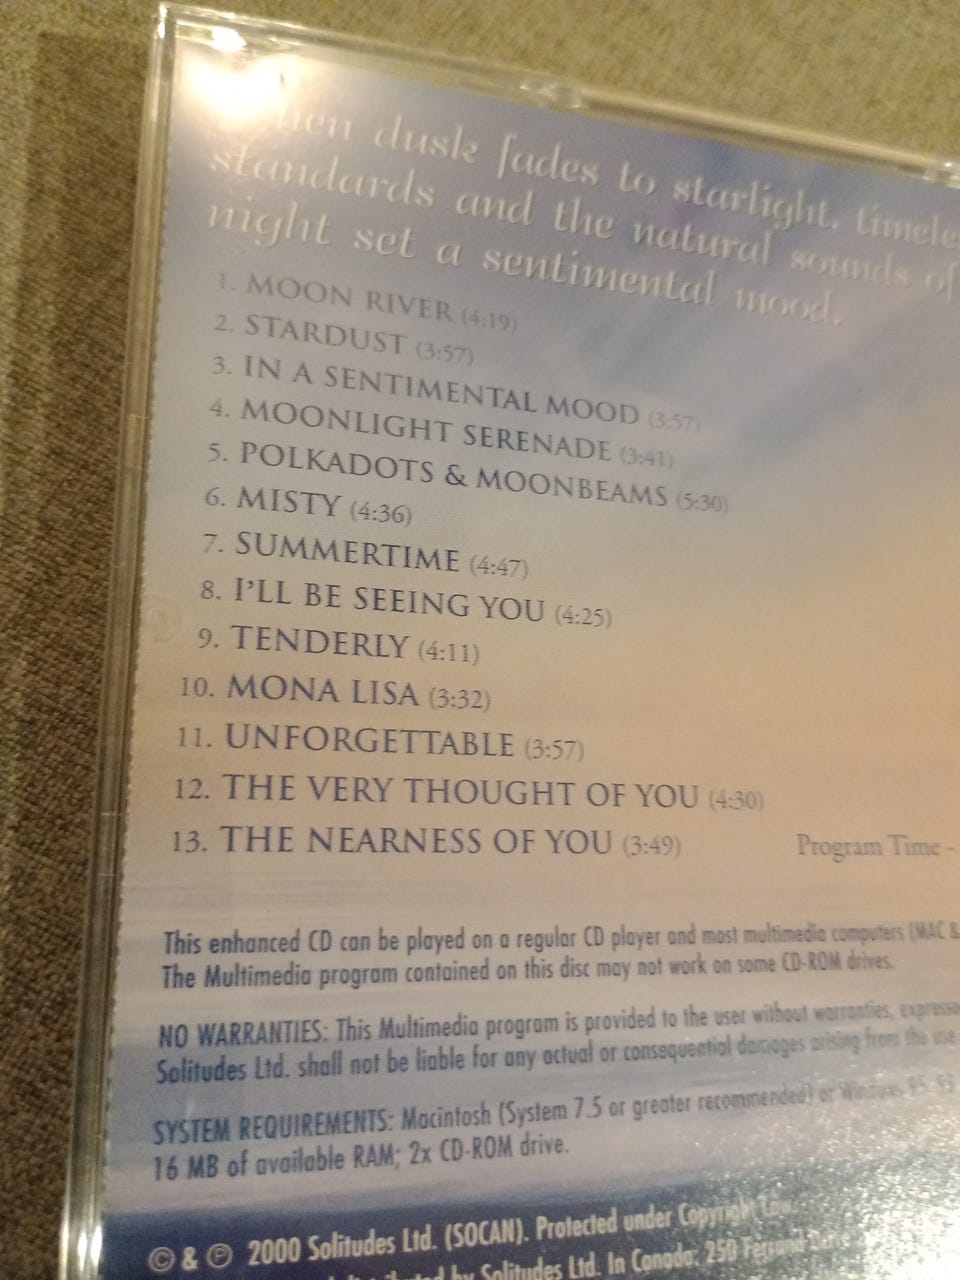 dusk fades to starlight, timele
standards and the natural sounds of
night set a sentimental mood.
1. MOON RIVER (4:19)
2. STARDUST (3:57)
3. IN A SENTIMENTAL MOOD (3:57)
4. MOONLIGHT SERENADE (3:41)
5. POLKADOTS & MOONBEAMS (5:30)
6. MISTY (4:36)
7. SUMMERTIME (4:47)
8. I'LL BE SEEING YOU (4:25)
9. TENDERLY (4:11)
10. MONA LISA (3:32)
11. UNFORGETTABLE (3:57)
12. THE VERY THOUGHT OF YOU (4:30)
13. THE NEARNESS OF YOU (3:49) Program Time -
This enhanced CD can be played on a regular CD player and most multimedia computers (MAC &
The Multimedia program contained on this disc may not work on some CD-ROM drives.
NO WARRANTIES: This Multimedia program is provided to the user without warranties, expresse
Solitudes Ltd. shall not be liable for any actual or consequential damages arising from the use
SYSTEM REQUIREMENTS: Macintosh (System 7.5 or greater recommended) or Windows 95,
16 MB of available RAM; 2x CD-ROM drive.
© & ℗ 2000 Solitudes Ltd. (SOCAN). Protected under Copyright Law.
by Solitudes Ltd. In Canada: 250